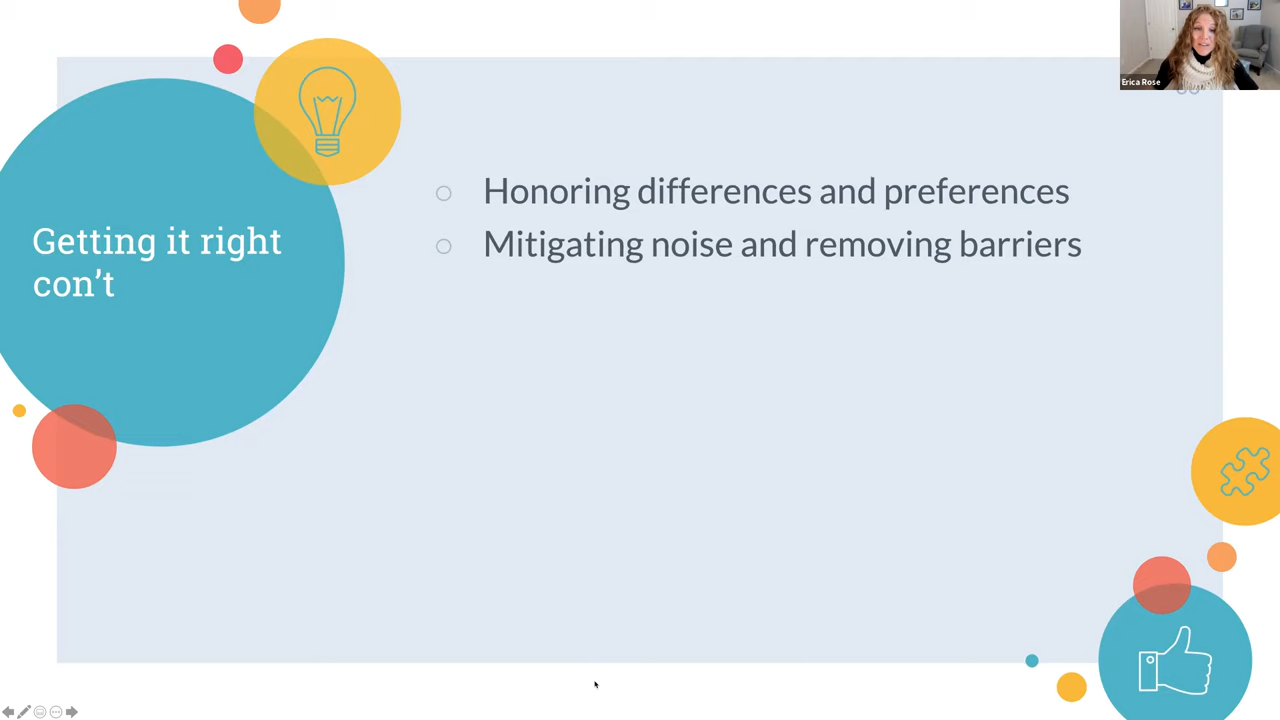 Getting it right
con’t
Honoring differences and preferences
Mitigating noise and removing barriers
Erica Rose